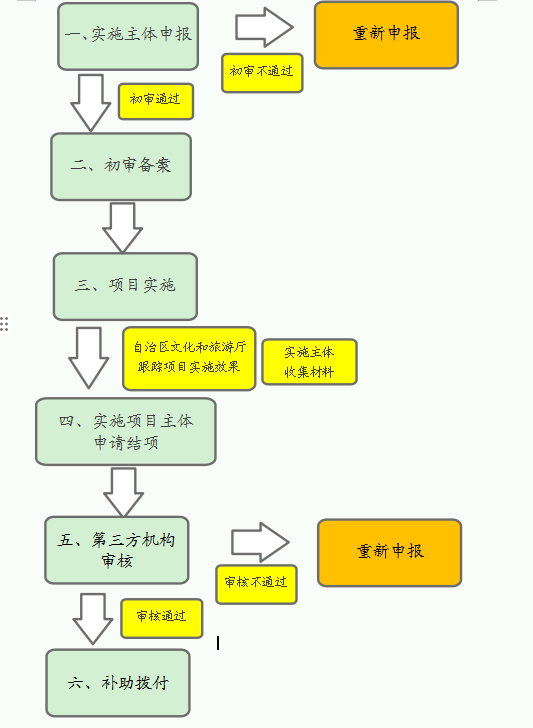 一、实施主体申报
重新申报
初审不通过
初审通过
二、初审备案
三、项目实施
自治区文化和旅游厅
跟踪项目实施效果
实施主体
收集材料
四、实施项目主体
申请结项
五、第三方机构
审核
重新申报
审核不通过
审核通过
六、补助拨付